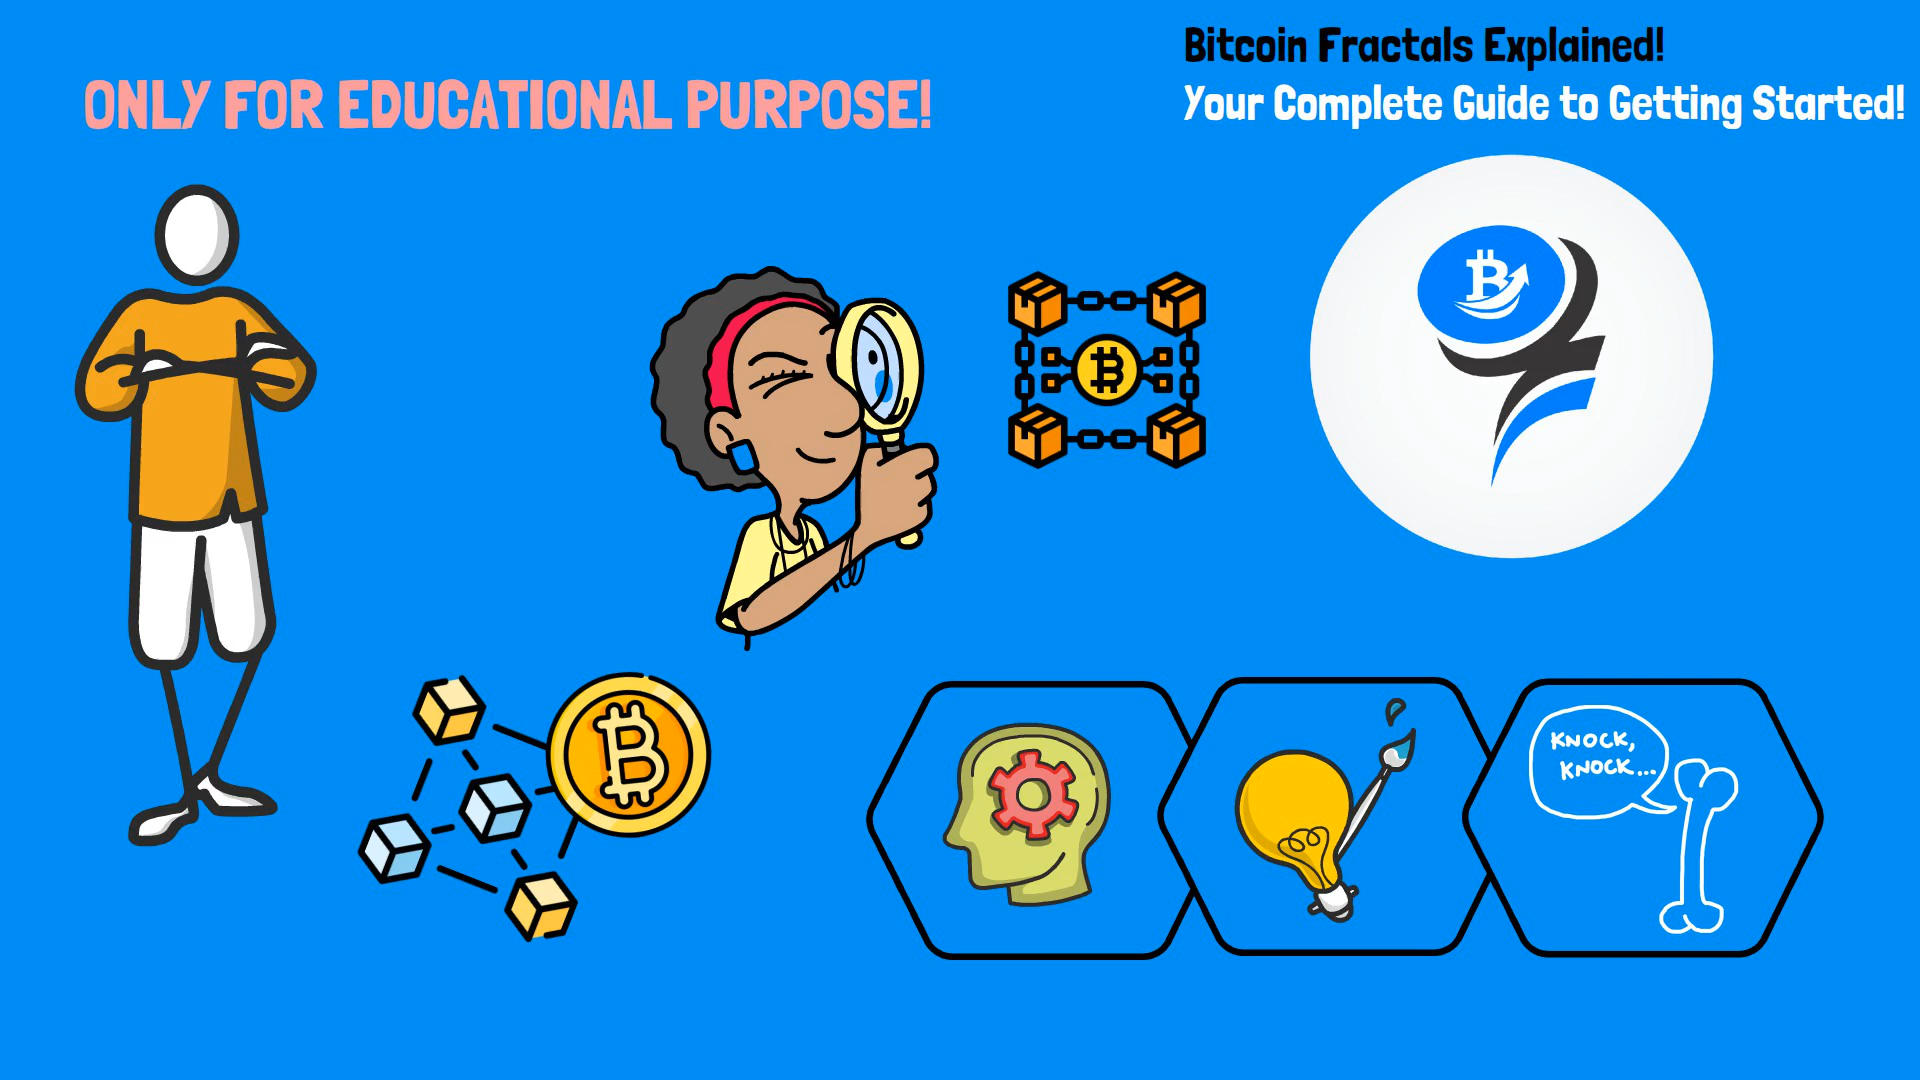 Bitcoin Fractals Explained!
ONLY FOR EDUCATIONAL PURPOSE!
Your Complete Guide to Getting Started!
KNOCK,
KNOCK...